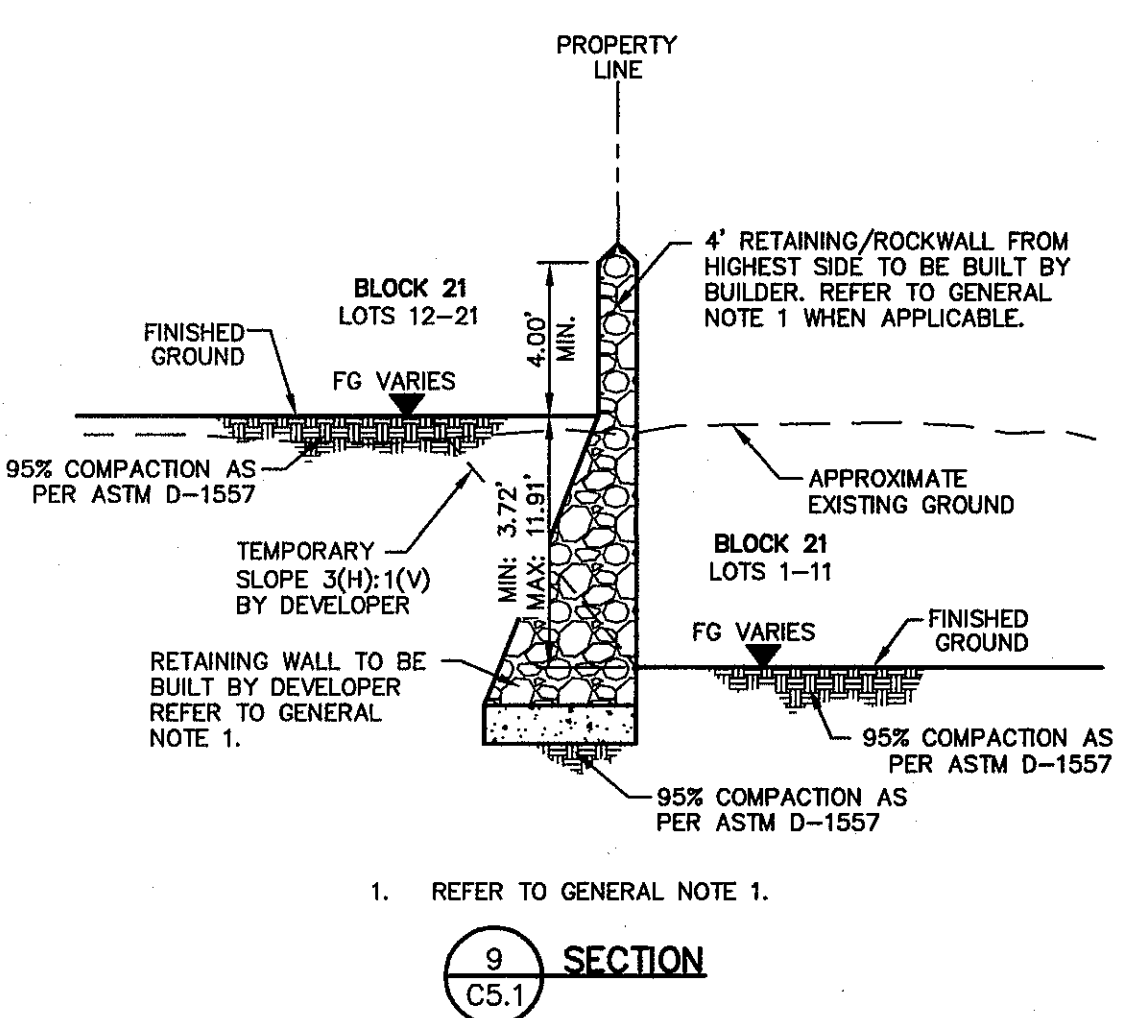 PROPERTY
LINE
4' RETAINING/ROCKWALL FROM
HIGHEST SIDE TO BE BUILT BY
BUILDER. REFER TO GENERAL
NOTE 1 WHEN APPLICABLE.
BLOCK 21
LOTS 12-21
4.00'
MIN.
FINISHED
GROUND
FG VARIES
95% COMPACTION AS
PER ASTM D-1557
APPROXIMATE
EXISTING GROUND
TEMPORARY
SLOPE 3(H):1(V)
BY DEVELOPER
MIN: 3.72'
MAX: 11.91'
BLOCK 21
LOTS 1-11
FG VARIES
FINISHED
GROUND
RETAINING WALL TO BE
BUILT BY DEVELOPER
REFER TO GENERAL
NOTE 1.
95% COMPACTION AS
PER ASTM D-1557
95% COMPACTION AS
PER ASTM D-1557
1. REFER TO GENERAL NOTE 1.
9
C5.1
SECTION